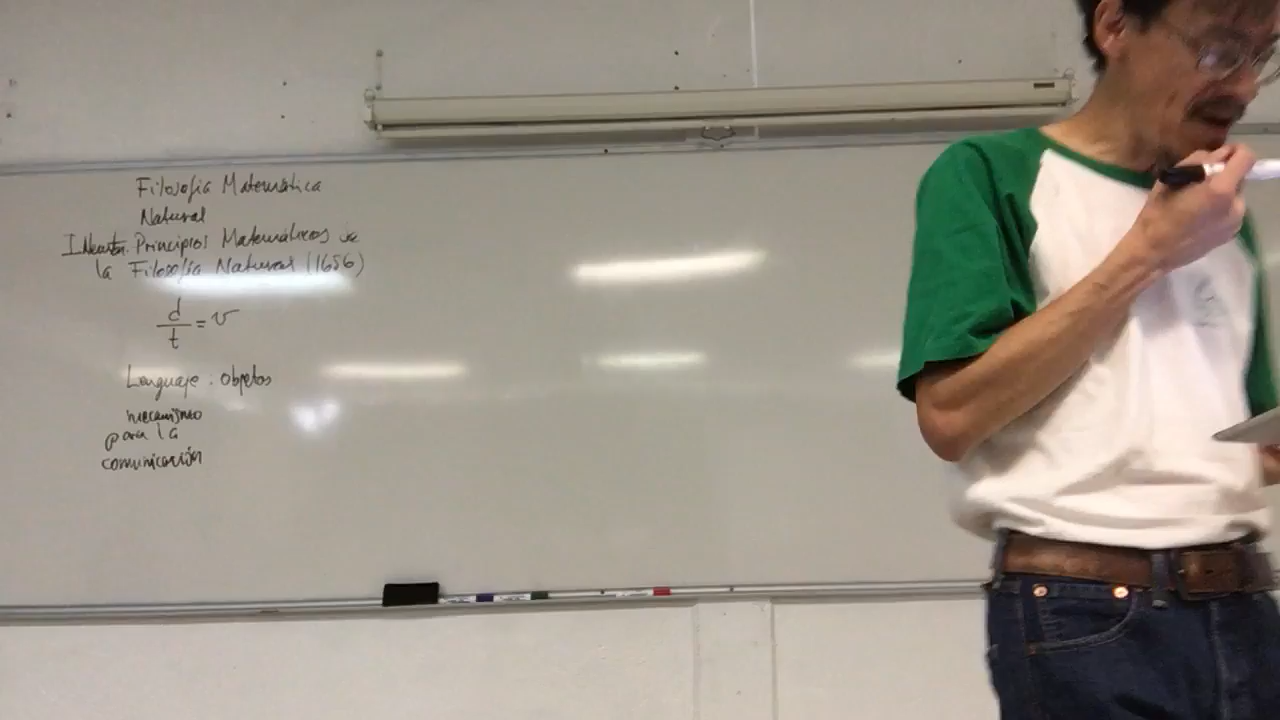 Filosofía Matemática
Natural
I. Newton. Principios Matemáticos de
la Filosofía Natural (1656)
d
t
= v
Lenguaje : objetos
mecanismo
para la
comunicación